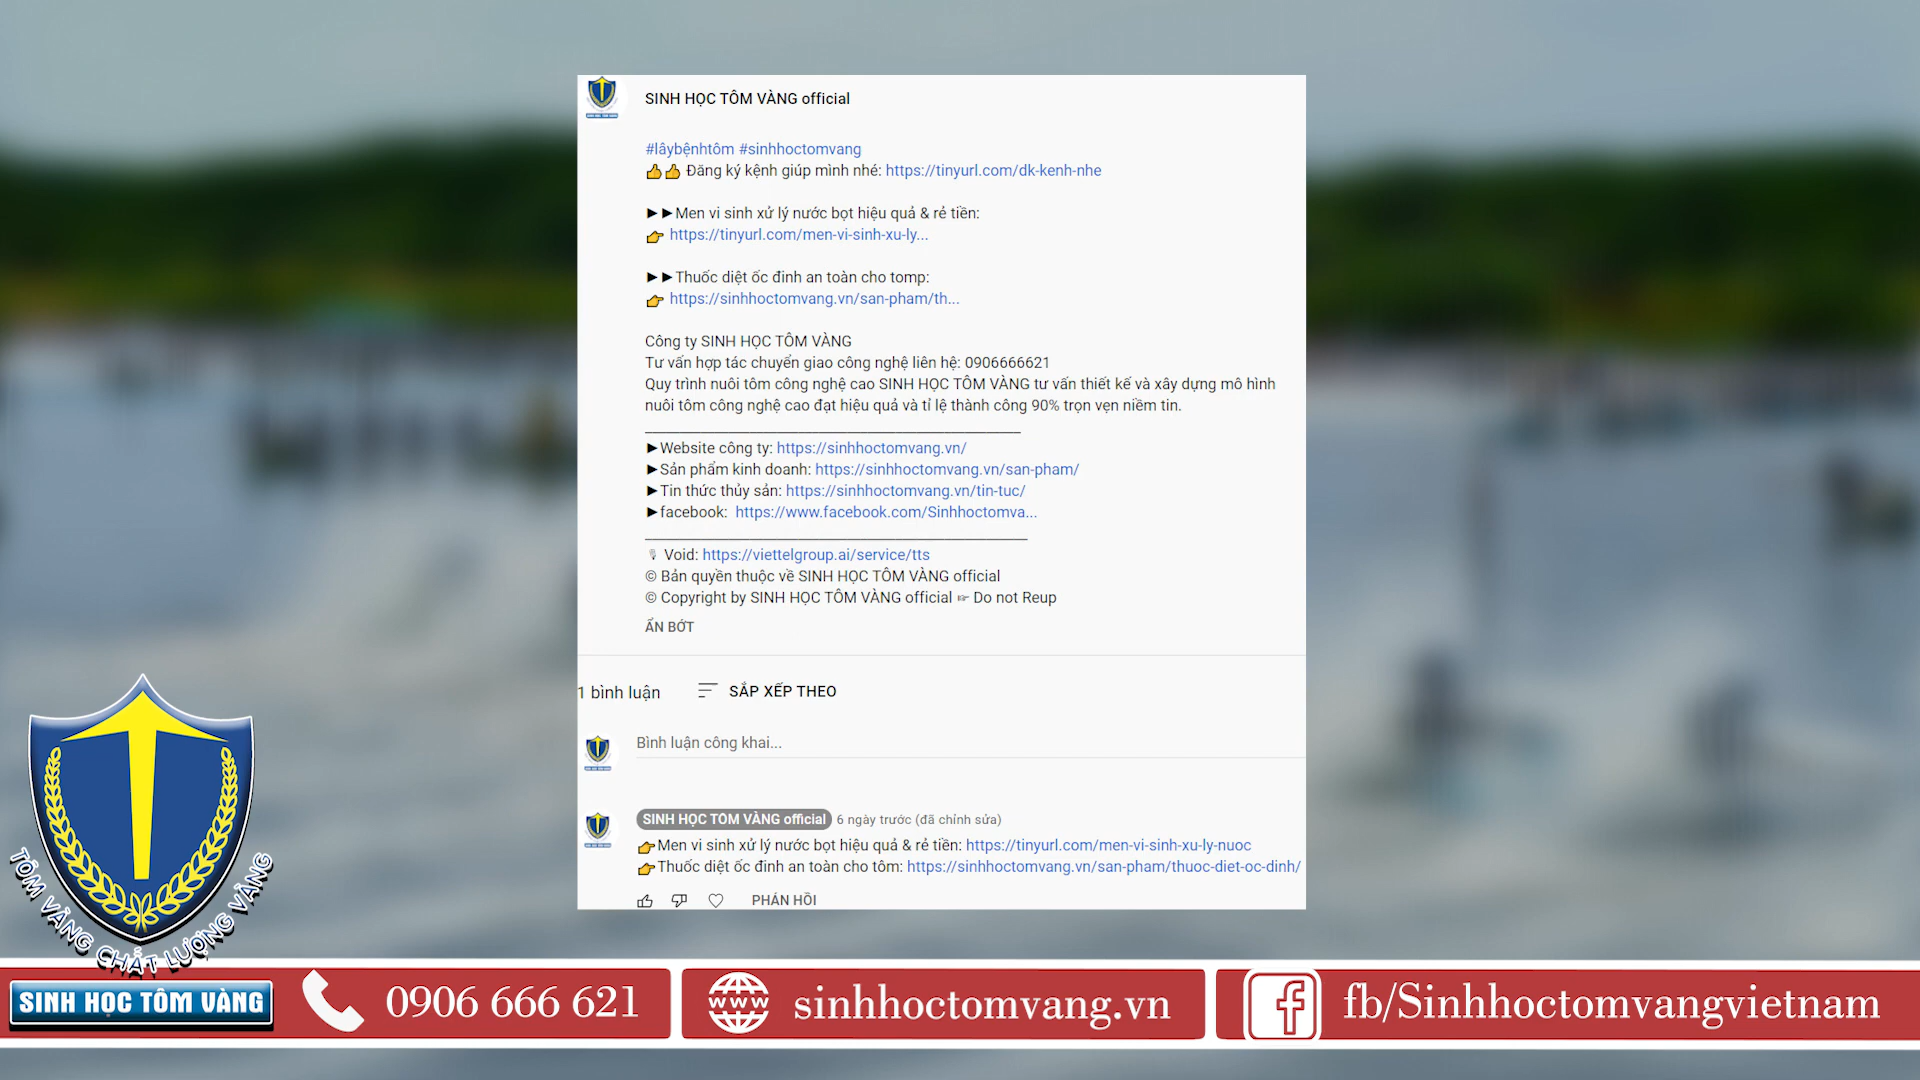 SINH HỌC TÔM VÀNG official
#lâybệnhtôm #sinhhoctomvang
👍👍 Đăng ký kệnh giúp mình nhé: https://tinyurl.com/dk-kenh-nhe
►►Men vi sinh xử lý nước bọt hiệu quả & rẻ tiền:
👉 https://tinyurl.com/men-vi-sinh-xu-ly...
►►Thuốc diệt ốc đinh an toàn cho tomp:
👉 https://sinhhoctomvang.vn/san-pham/th...
Công ty SINH HỌC TÔM VÀNG
Tư vấn hợp tác chuyển giao công nghệ liên hệ: 0906666621
Quy trình nuôi tôm công nghệ cao SINH HỌC TÔM VÀNG tư vấn thiết kế và xây dựng mô hình
nuôi tôm công nghệ cao đạt hiệu quả và tỉ lệ thành công 90% trọn vẹn niềm tin.
►Website công ty: https://sinhhoctomvang.vn/
►Sản phẩm kinh doanh: https://sinhhoctomvang.vn/san-pham/
►Tin thức thủy sản: https://sinhhoctomvang.vn/tin-tuc/
►facebook: https://www.facebook.com/Sinhhoctomva...
🎙 Void: https://viettelgroup.ai/service/tts
© Bản quyền thuộc về SINH HỌC TÔM VÀNG official
© Copyright by SINH HỌC TÔM VÀNG official ☞ Do not Reup
ẨN BỚT
1 bình luận SẮP XẾP THEO
Bình luận công khai...
SINH HỌC TÔM VÀNG official 6 ngày trước (đã chỉnh sửa)
👉Men vi sinh xử lý nước bọt hiệu quả & rẻ tiền: https://tinyurl.com/men-vi-sinh-xu-ly-nuoc
👉Thuốc diệt ốc đinh an toàn cho tôm: https://sinhhoctomvang.vn/san-pham/thuoc-diet-oc-dinh/
PHẢN HỒI
TÔM VÀNG CHẤT LƯỢNG VÀNG
SINH HỌC TÔM VÀNG
0906 666 621
www sinhhoctomvang.vn
fb/Sinhhoctomvangvietnam